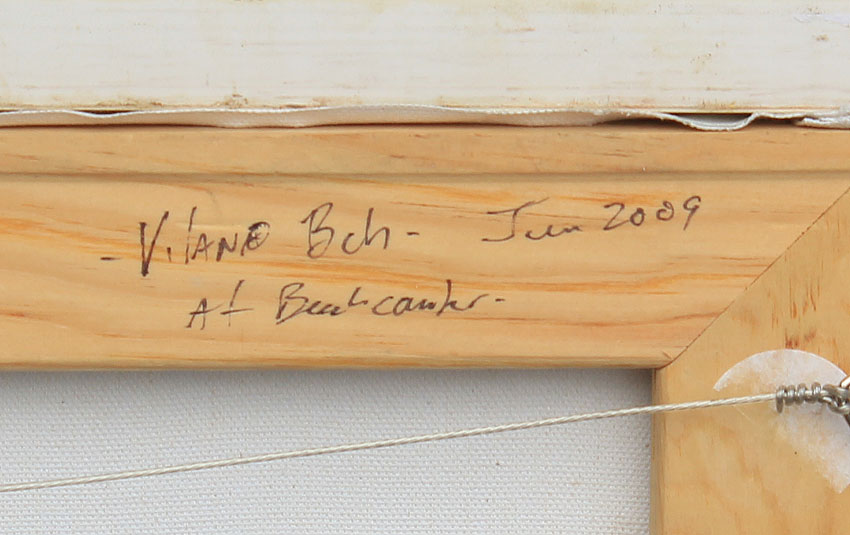 - Vilano Bch - Jun 2009
At Beachcomber -